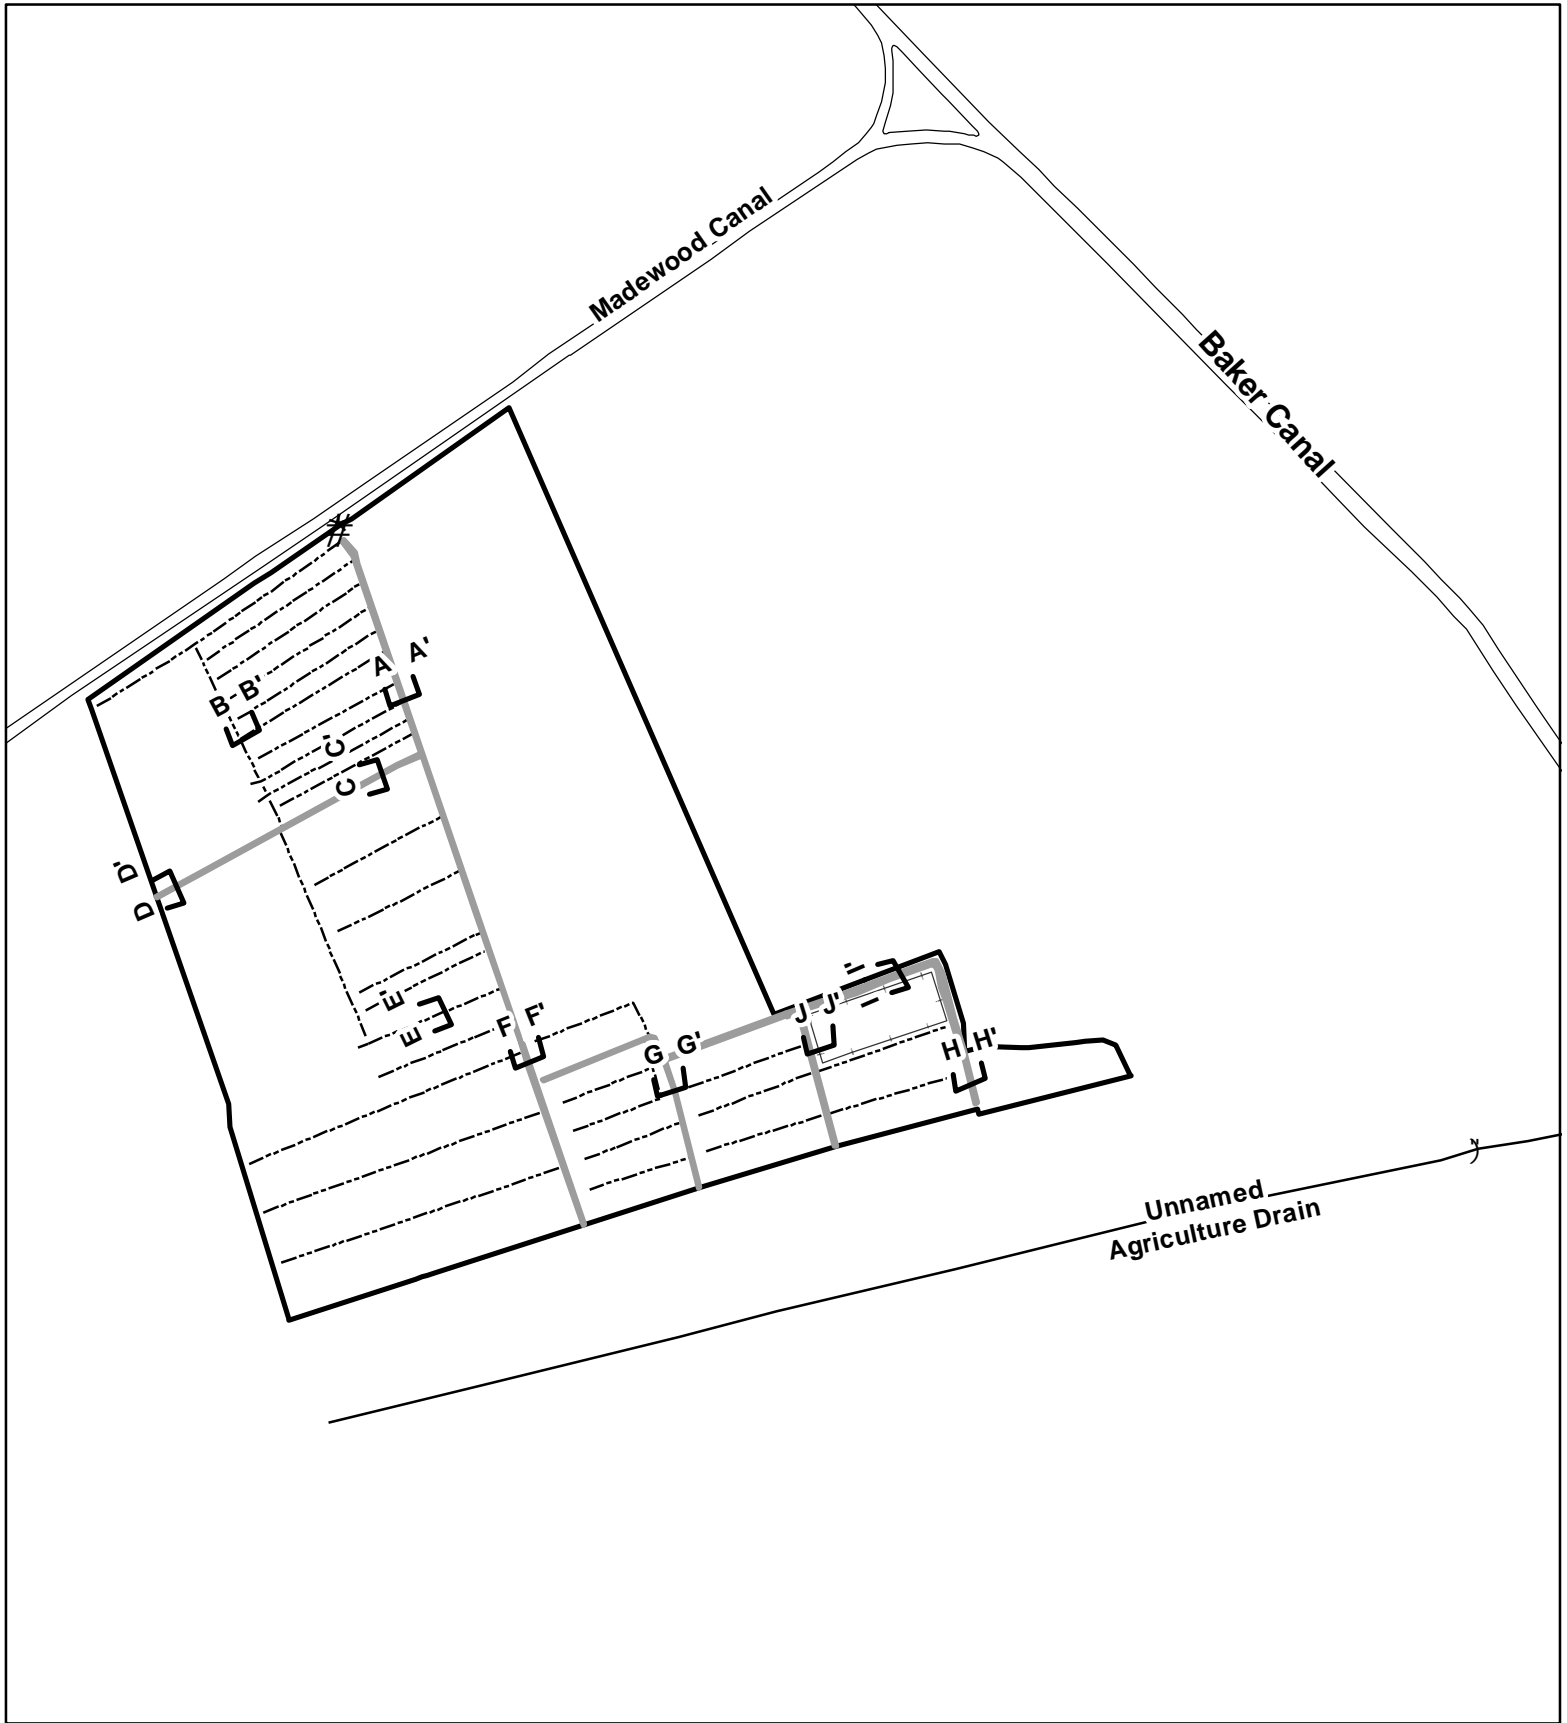 Madewood Canal
Baker Canal
#
A A'
B B'
C C'
D D'
E E'
F F'
G G'
I I'
J J'
H H'
Unnamed
Agriculture Drain